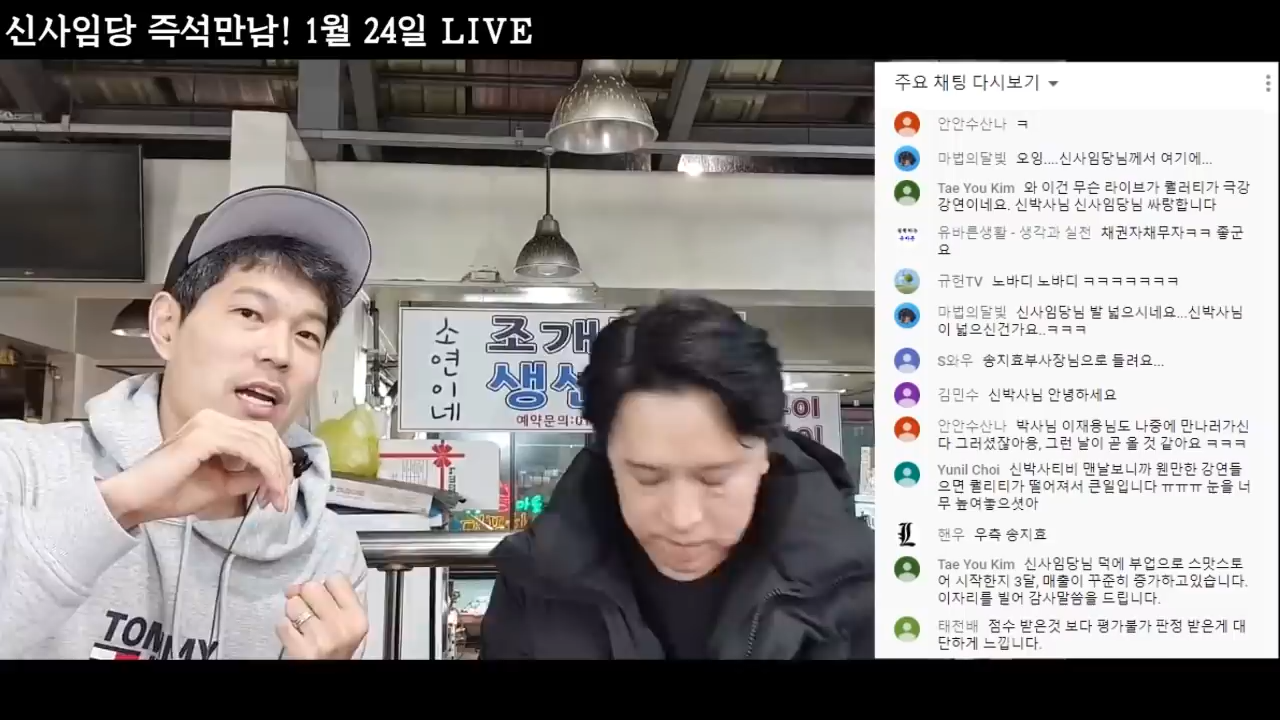 신사임당 즉석만남! 1월 24일 LIVE
주요 채팅 다시보기
안안수산나 ㅋ
마법의달빛 오잉....신사임당님께서 여기에...
Tae You Kim 와 이건 무슨 라이브가 퀄러티가 극강
강연이네요. 신박사님 신사임당님 싸랑합니다
유바른생활 - 생각과 실전 채권자채무자ㅋㅋ 좋군
요
규헌TV 노바디 노바디 ㅋㅋㅋㅋㅋㅋㅋ
마법의달빛 신사임당님 발 넓으시네요...신박사님
이 넓으신건가요..ㅋㅋㅋ
S와우 송지효부사장님으로 들려요...
김민수 신박사님 안녕하세요
안안수산나 박사님 이재용님도 나중에 만나러가신
다 그러셨잖아용, 그런 날이 곧 올 것 같아요 ㅋㅋㅋ
Yunil Choi 신박사티비 맨날보니까 웬만한 강연들
으면 퀄리티가 떨어져서 큰일입니다 ㅠㅠㅠ 눈을 너
무 높여놓으셧아
핸우 우측 송지효
Tae You Kim 신사임당님 덕에 부업으로 스맛스토
어 시작한지 3달, 매출이 꾸준히 증가하고있습니다.
이자리를 빌어 감사말씀을 드립니다.
태전배 점수 받은것 보다 평가불가 판정 받은게 대
단하게 느낍니다.
소연이네
조개
생선
예약문의:01
TOMMY